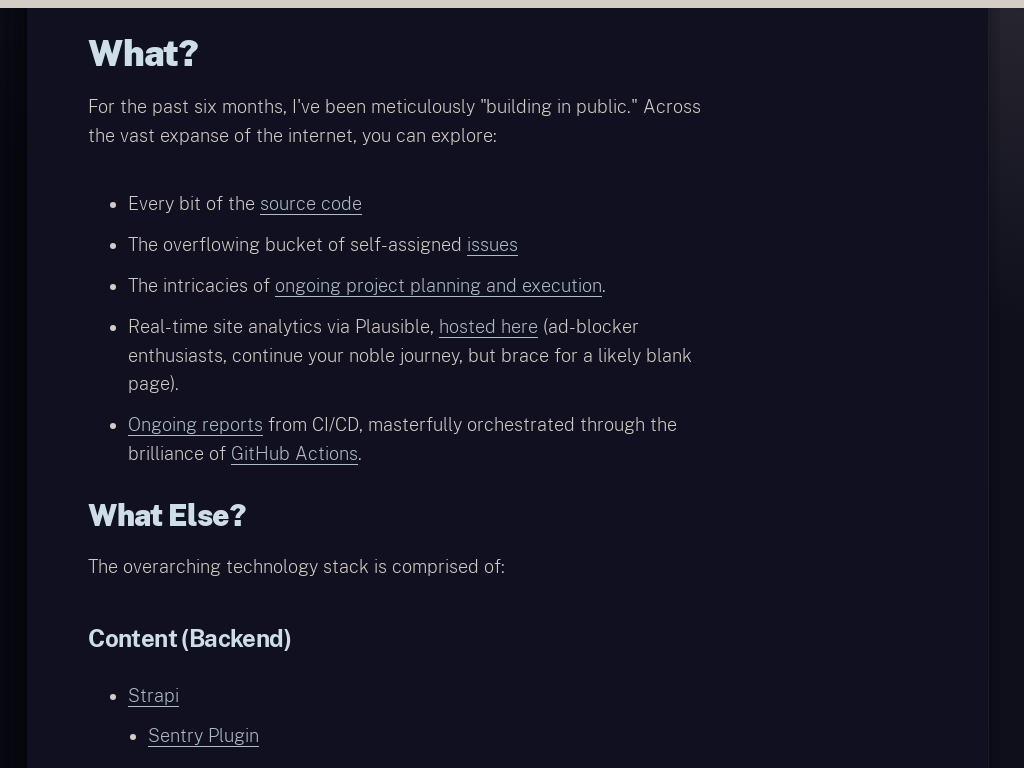 What?
For the past six months, I've been meticulously "building in public." Across
the vast expanse of the internet, you can explore:
Every bit of the source code
The overflowing bucket of self-assigned issues
The intricacies of ongoing project planning and execution.
Real-time site analytics via Plausible, hosted here (ad-blocker
enthusiasts, continue your noble journey, but brace for a likely blank
page).
Ongoing reports from CI/CD, masterfully orchestrated through the
brilliance of GitHub Actions.
What Else?
The overarching technology stack is comprised of:
Content (Backend)
Strapi
Sentry Plugin